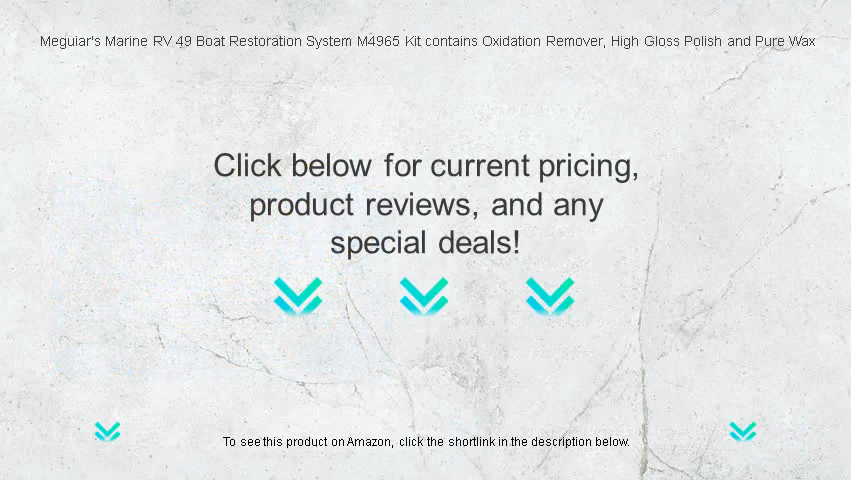 Meguiar's Marine RV 49 Boat Restoration System M4965 Kit contains Oxidation Remover, High Gloss Polish and Pure Wax
Click below for current pricing,
product reviews, and any
special deals!
To see this product on Amazon, click the shortlink in the description below.